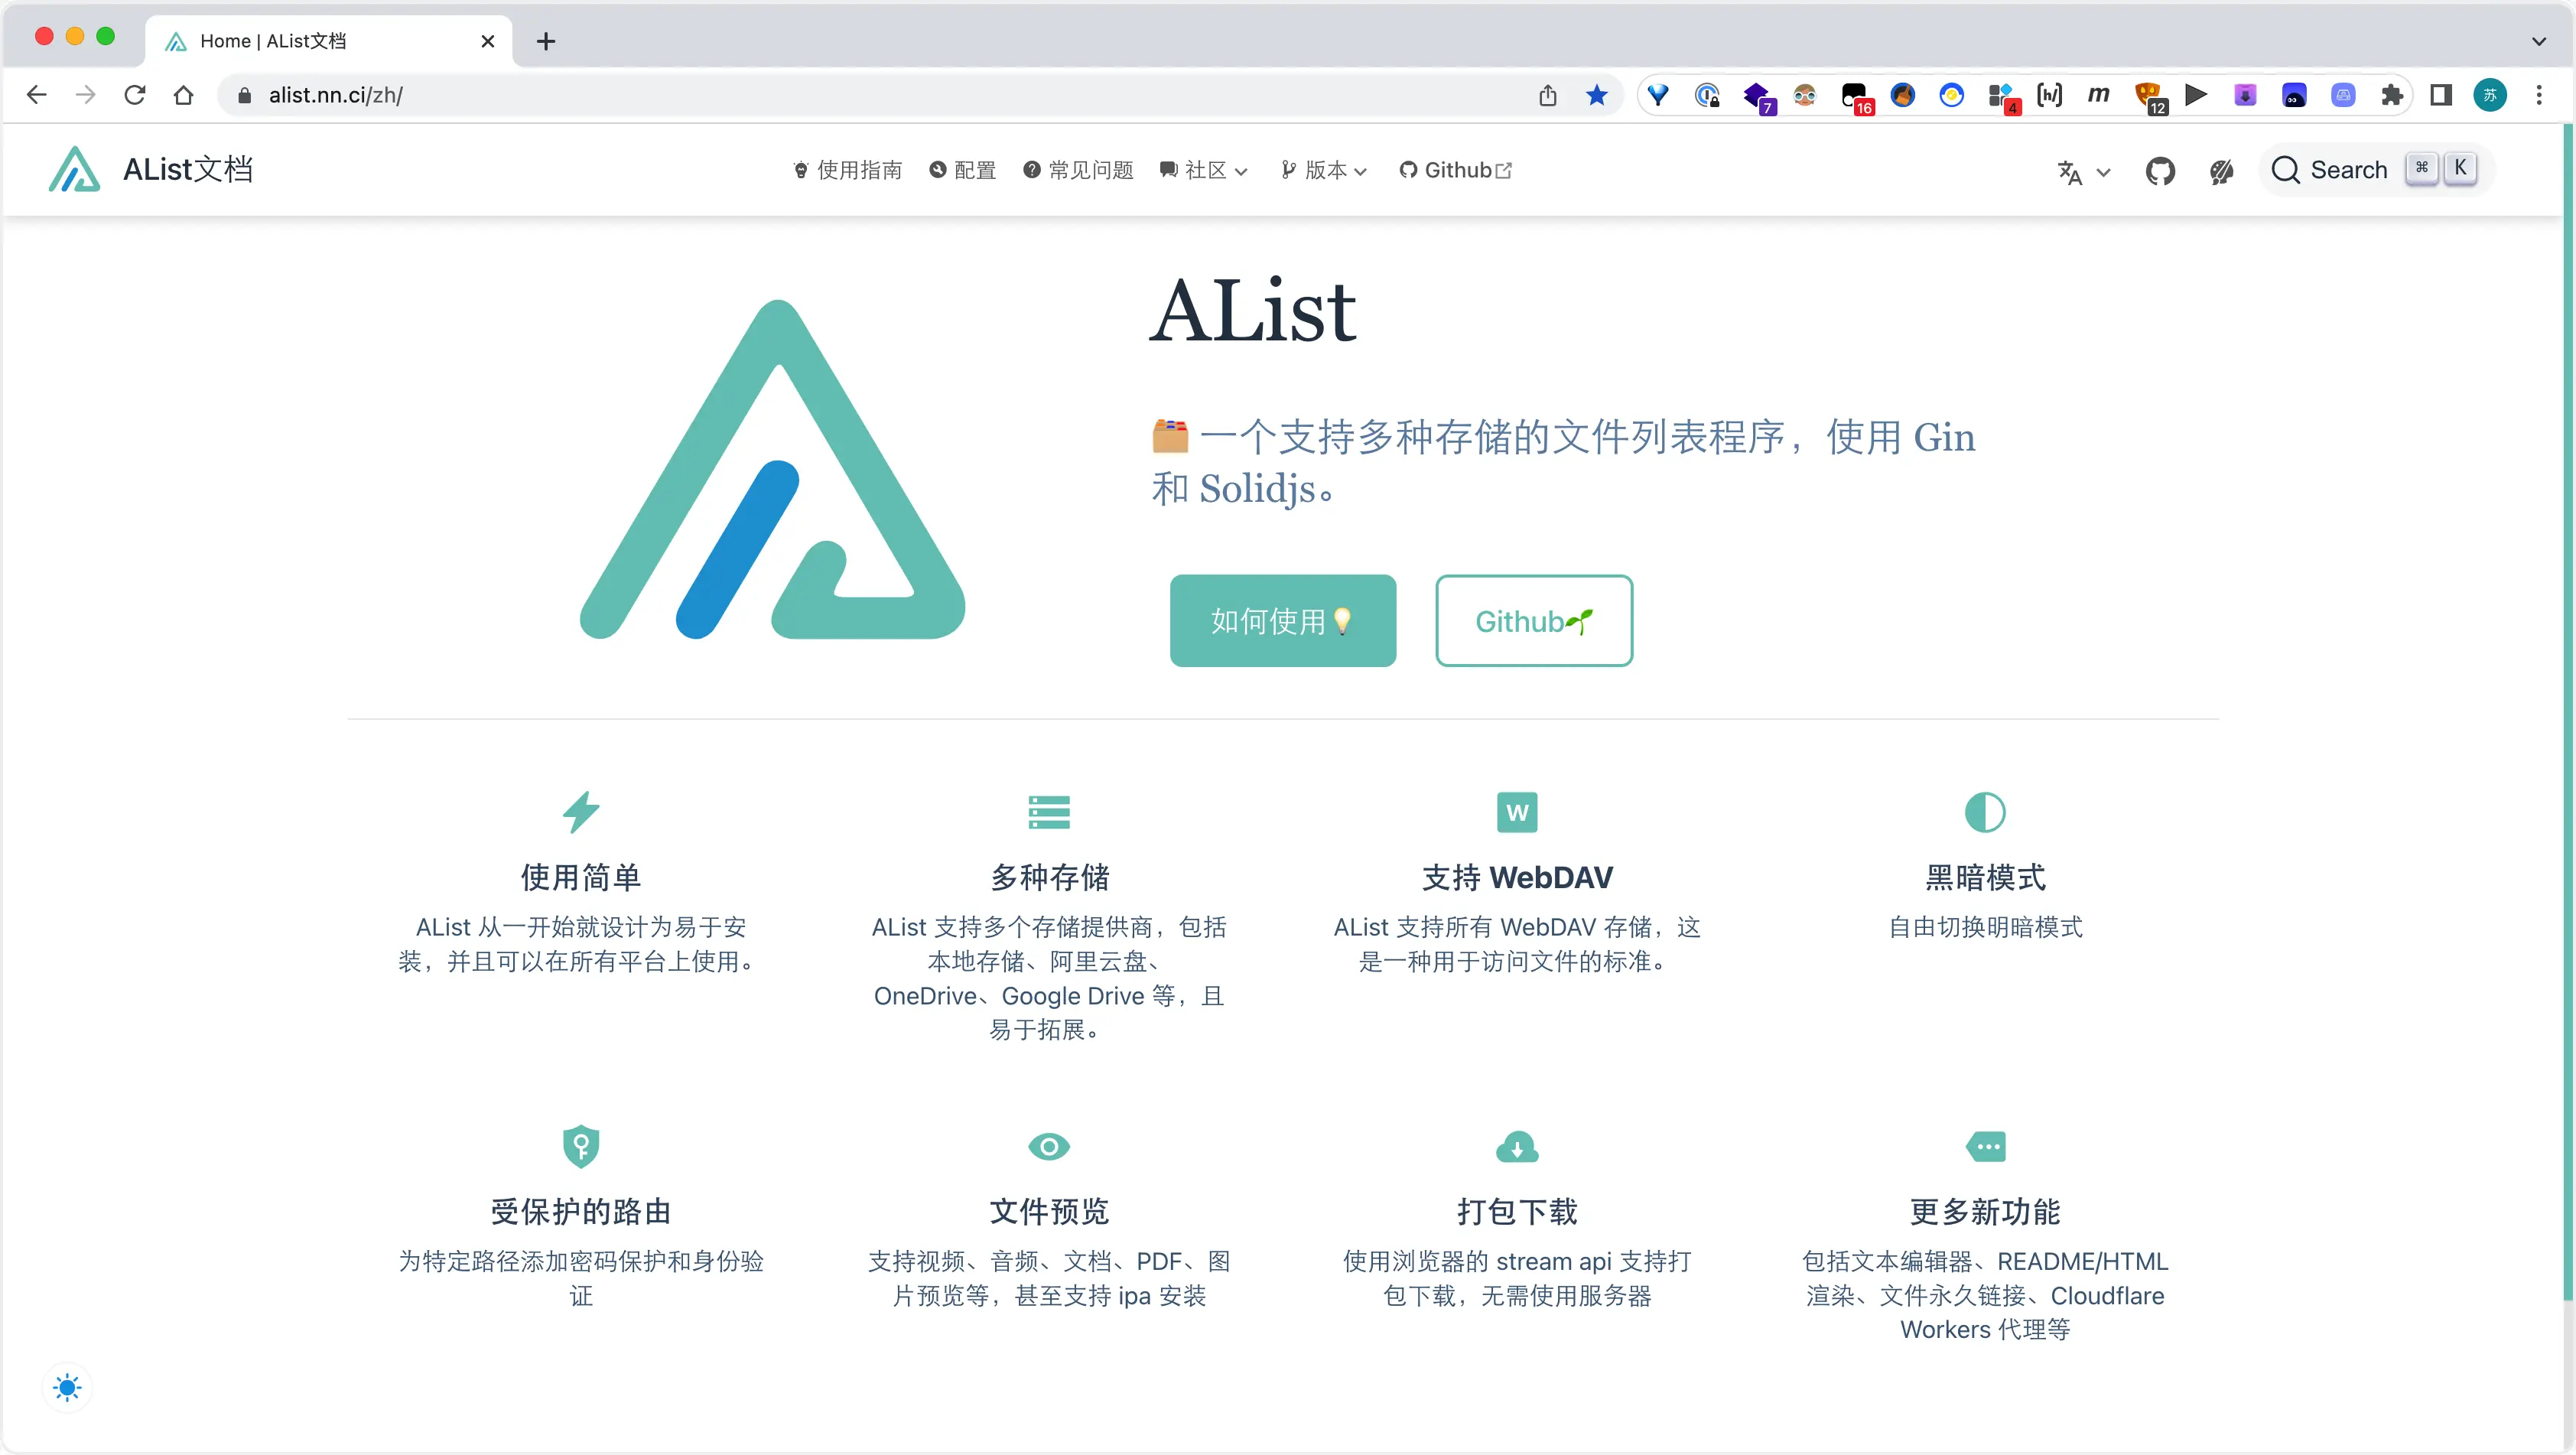 Home | AList文档
alist.nn.ci/zh/
7
16
4
[h/]
m
12
苏
AList文档
使用指南
配置
常见问题
社区
版本
Github
文A
Search
⌘
K
AList
一个支持多种存储的文件列表程序，使用 Gin
和 Solidjs。
如何使用💡
Github🌱
W
使用简单
AList 从一开始就设计为易于安
装，并且可以在所有平台上使用。
多种存储
AList 支持多个存储提供商，包括
本地存储、阿里云盘、
OneDrive、Google Drive 等，且
易于拓展。
支持 WebDAV
AList 支持所有 WebDAV 存储，这
是一种用于访问文件的标准。
黑暗模式
自由切换明暗模式
受保护的路由
为特定路径添加密码保护和身份验
证
文件预览
支持视频、音频、文档、PDF、图
片预览等，甚至支持 ipa 安装
打包下载
使用浏览器的 stream api 支持打
包下载，无需使用服务器
更多新功能
包括文本编辑器、README/HTML
渲染、文件永久链接、Cloudflare
Workers 代理等